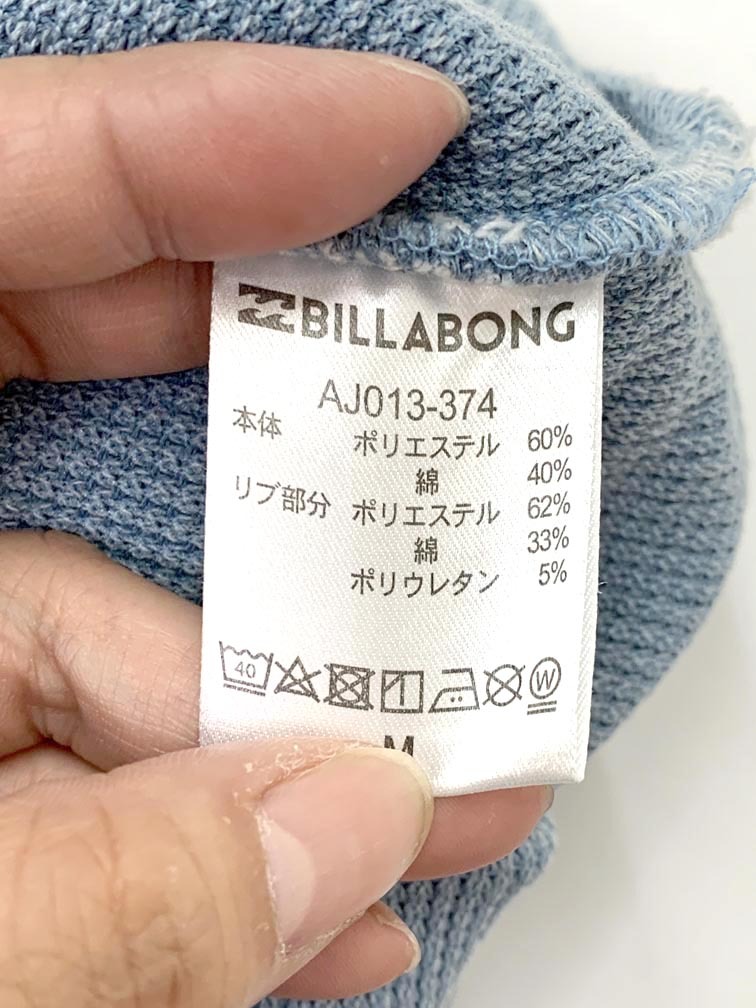 BILLABONG
AJ013-374
本体 ポリエステル 60%
綿 40%
リブ部分 ポリエステル 62%
綿 33%
ポリウレタン 5%
40 W
M